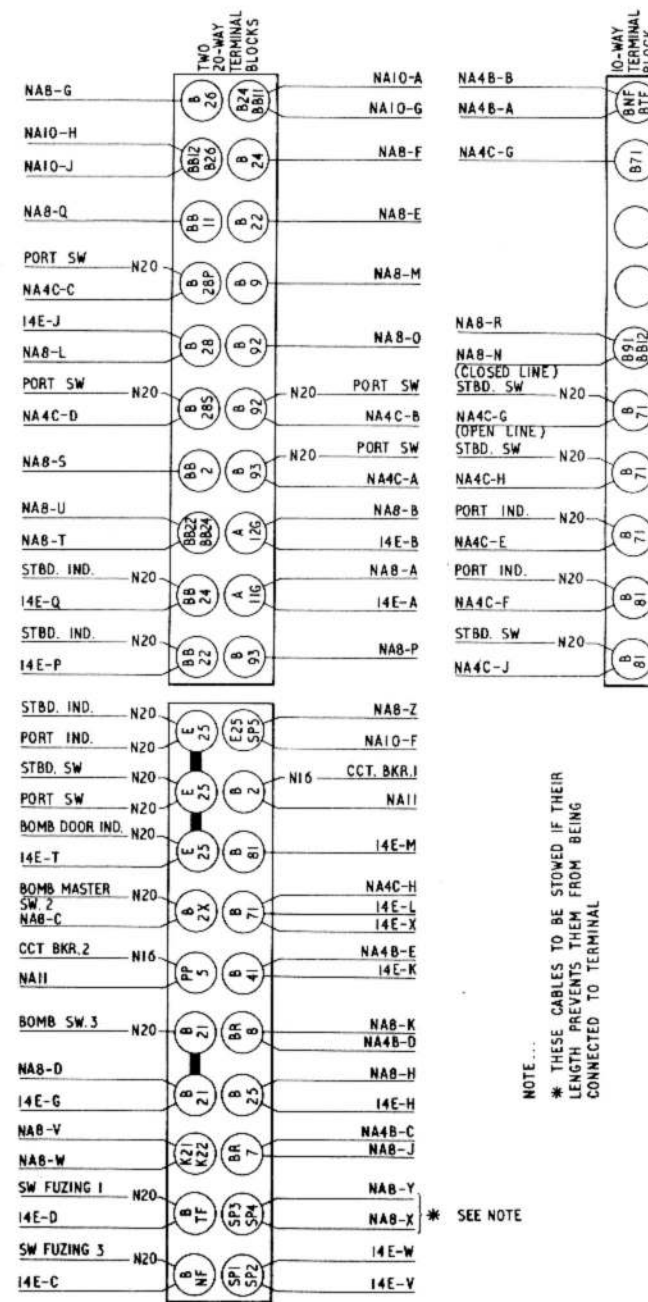 TWO
20-WAY
TERMINAL
BLOCKS
NA8-G
B 26
B24 BB11
NA10-A
NA10-G
NA10-H
NA10-J
BB12 B26
B 24
NA8-F
NA8-Q
BB 11
B 22
NA8-E
PORT SW N20
NA4C-C
B 28P
B 9
NA8-M
14E-J
NA8-L
B 28
B 92
NA8-O
PORT SW N20
NA4C-D
B 28S
B 92
N20 PORT SW
NA4C-B
NA8-S
BB 2
B 93
N20 PORT SW
NA4C-A
NA8-U
NA8-T
BB22 BB24
A 12G
NA8-B
14E-B
STBD. IND. N20
14E-Q
BB 24
A 11G
NA8-A
14E-A
STBD. IND. N20
14E-P
BB 22
B 93
NA8-P
STBD. IND. N20
PORT IND. N20
E 25
E25 SP5
NA8-Z
NA10-F
STBD. SW N20
PORT SW N20
E 25
B 2
N16 CCT. BKR.1
NA11
BOMB DOOR IND. N20
14E-T
E 25
B 81
14E-M
BOMB MASTER
SW. 2 N20
NA8-C
B 2X
B 71
NA4C-H
14E-L
14E-X
CCT BKR.2 N16
NA11
PP 5
B 41
NA4B-E
14E-K
BOMB SW.3 N20
B 21
BR 8
NA8-K
NA4B-D
NA8-D
14E-G
B 21
B 25
NA8-H
14E-H
NA8-V
NA8-W
K21 K22
BR 7
NA4B-C
NA8-J
SW FUZING 1 N20
14E-D
B TF
SP3 SP4
NA8-Y
NA8-X
* SEE NOTE
SW FUZING 3 N20
14E-C
B NF
SP1 SP2
14E-W
14E-V
10-WAY
TERMINAL
BLOCK
NA4B-B
NA4B-A
BNF BTF
NA4C-G
B71
NA8-R
NA8-N
B91 BB12
(CLOSED LINE)
STBD. SW N20
NA4C-G
B 71
(OPEN LINE)
STBD. SW N20
NA4C-H
B 71
PORT IND. N20
NA4C-E
B 71
PORT IND. N20
NA4C-F
B 81
STBD. SW N20
NA4C-J
B 81
NOTE...
* THESE CABLES TO BE STOWED IF THEIR
LENGTH PREVENTS THEM FROM BEING
CONNECTED TO TERMINAL